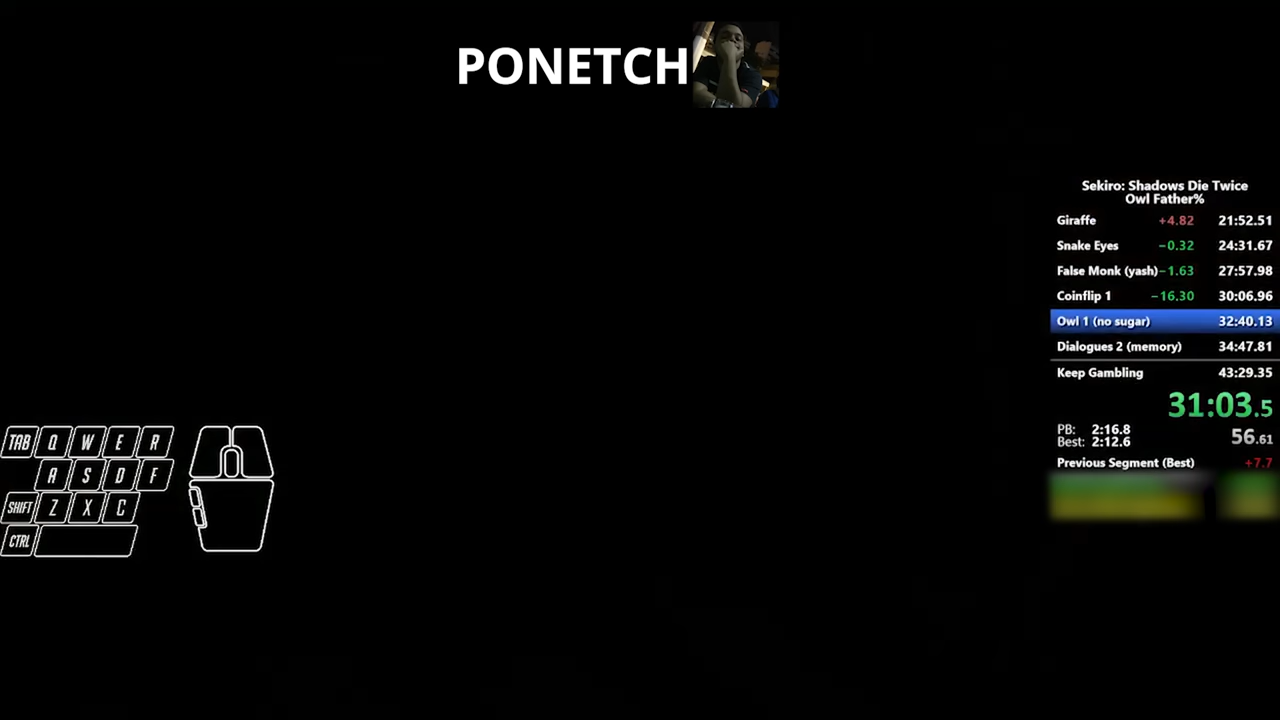 PONETCH
Sekiro: Shadows Die Twice
Owl Father%
Giraffe +4.82 21:52.51
Snake Eyes −0.32 24:31.67
False Monk (yash) −1.63 27:57.98
Coinflip 1 −16.30 30:06.96
Owl 1 (no sugar) 32:40.13
Dialogues 2 (memory) 34:47.81
Keep Gambling 43:29.35
31:03.5
PB: 2:16.8
Best: 2:12.6
56.61
Previous Segment (Best) +7.7
TAB Q W E R
A S D F
SHIFT Z X C
CTRL